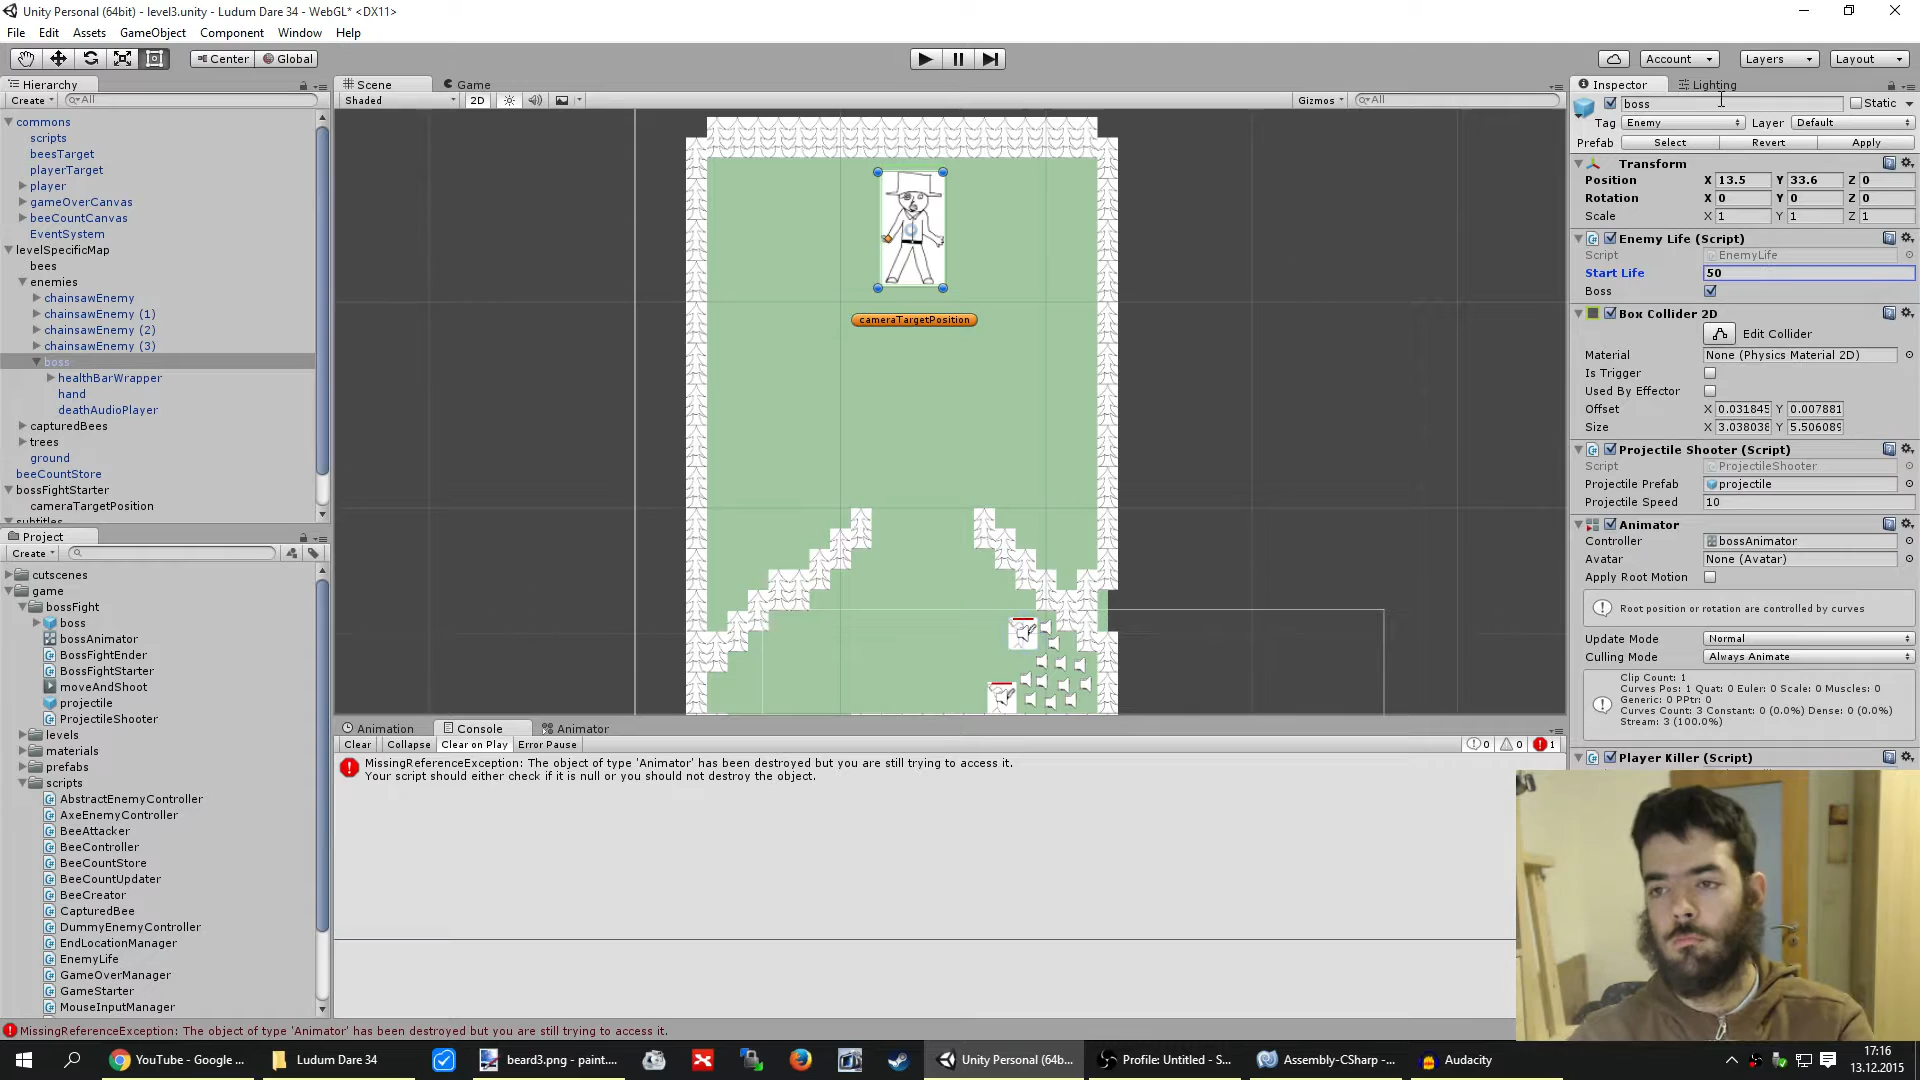 Unity Personal (64bit) - level3.unity - Ludum Dare 34 - WebGL* <DX11>
File Edit Assets GameObject Component Window Help
Center Global Account Layers Layout
Hierarchy
Create All
commons
scripts
beesTarget
playerTarget
player
gameOverCanvas
beeCountCanvas
EventSystem
levelSpecificMap
bees
enemies
chainsawEnemy
chainsawEnemy (1)
chainsawEnemy (2)
chainsawEnemy (3)
boss
healthBarWrapper
hand
deathAudioPlayer
capturedBees
trees
ground
beeCountStore
bossFightStarter
cameraTargetPosition
subtitles
Project
Create
cutscenes
game
bossFight
boss
bossAnimator
BossFightEnder
BossFightStarter
moveAndShoot
projectile
ProjectileShooter
levels
materials
prefabs
scripts
AbstractEnemyController
AxeEnemyController
BeeAttacker
BeeController
BeeCountStore
BeeCountUpdater
BeeCreator
CapturedBee
DummyEnemyController
EndLocationManager
EnemyLife
GameOverManager
GameStarter
MouseInputManager
Scene Game
Shaded 2D Gizmos All
cameraTargetPosition
Animation Console Animator
Clear Collapse Clear on Play Error Pause 0 0 1
MissingReferenceException: The object of type 'Animator' has been destroyed but you are still trying to access it.
Your script should either check if it is null or you should not destroy the object.
Inspector Lighting
boss Static
Tag Enemy Layer Default
Prefab Select Revert Apply
Transform
Position X 13.5 Y 33.6 Z 0
Rotation X 0 Y 0 Z 0
Scale X 1 Y 1 Z 1
Enemy Life (Script)
Script EnemyLife
Start Life 50
Boss
Box Collider 2D
Edit Collider
Material None (Physics Material 2D)
Is Trigger
Used By Effector
Offset X 0.031845 Y 0.007881
Size X 3.038038 Y 5.506089
Projectile Shooter (Script)
Script ProjectileShooter
Projectile Prefab projectile
Projectile Speed 10
Animator
Controller bossAnimator
Avatar None (Avatar)
Apply Root Motion
Root position or rotation are controlled by curves
Update Mode Normal
Culling Mode Always Animate
Clip Count: 1
Curves Pos: 1 Quat: 0 Euler: 0 Scale: 0 Muscles: 0
Generic: 0 PPtr: 0
Curves Count: 3 Constant: 0 (0.0%) Dense: 0 (0.0%)
Stream: 3 (100.0%)
Player Killer (Script)
MissingReferenceException: The object of type 'Animator' has been destroyed but you are still trying to access it.
YouTube - Google ... Ludum Dare 34 beard3.png - paint.... Unity Personal (64b... Profile: Untitled - S... Assembly-CSharp -... Audacity
17:16
13.12.2015